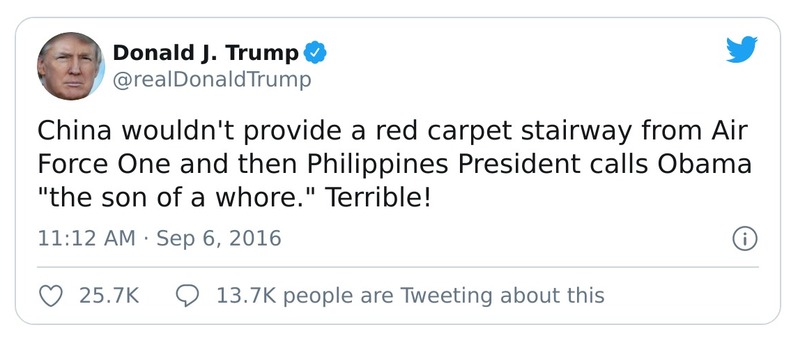 Donald J. Trump
@realDonaldTrump
China wouldn't provide a red carpet stairway from Air
Force One and then Philippines President calls Obama
"the son of a whore." Terrible!
11:12 AM · Sep 6, 2016
25.7K 13.7K people are Tweeting about this